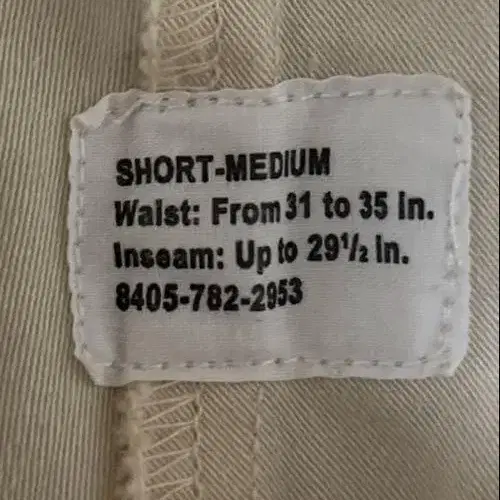 SHORT-MEDIUM
Waist: From 31 to 35 In.
Inseam: Up to 29½ In.
8405-782-2953